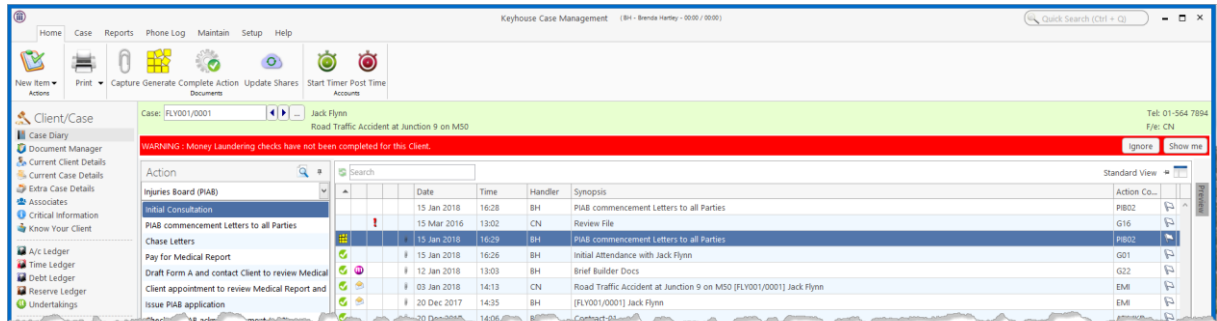 Keyhouse Case Management (BH - Brenda Hartley - 00:00 / 00:00)
Quick Search (Ctrl + Q)
Home Case Reports Phone Log Maintain Setup Help
New Item Print Capture Generate Complete Action Update Shares Start Timer Post Time
Actions Documents Accounts
Client/Case
Case Diary
Document Manager
Current Client Details
Current Case Details
Extra Case Details
Associates
Critical Information
Know Your Client
A/c Ledger
Time Ledger
Debt Ledger
Reserve Ledger
Undertakings
Case: FLY001/0001 ... Jack Flynn Tel: 01-564 7894
Road Traffic Accident at Junction 9 on M50 F/e: CN
WARNING : Money Laundering checks have not been completed for this Client. Ignore Show me
Action
Injuries Board (PIAB)
Initial Consultation
PIAB commencement Letters to all Parties
Chase Letters
Pay for Medical Report
Draft Form A and contact Client to review Medical
Client appointment to review Medical Report and
Issue PIAB application
Search Standard View
Date Time Handler Synopsis Action Co...
15 Jan 2018 16:28 BH PIAB commencement Letters to all Parties PIB02
15 Mar 2016 13:02 CN Review File G16
15 Jan 2018 16:29 BH PIAB commencement Letters to all Parties PIB02
15 Jan 2018 16:26 BH Initial Attendance with Jack Flynn G01
12 Jan 2018 13:03 BH Brief Builder Docs G22
03 Jan 2018 14:13 CN Road Traffic Accident at Junction 9 on M50 [FLY001/0001] Jack Flynn EMI
20 Dec 2017 14:35 BH [FLY001/0001] Jack Flynn EMI
Preview